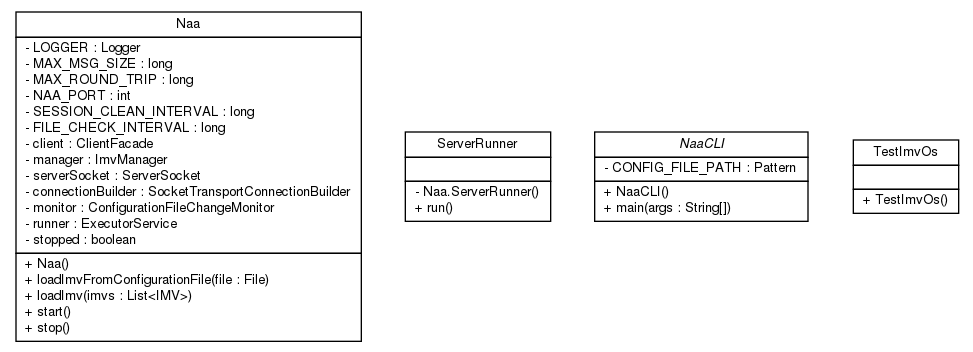 Naa
- LOGGER : Logger
- MAX_MSG_SIZE : long
- MAX_ROUND_TRIP : long
- NAA_PORT : int
- SESSION_CLEAN_INTERVAL : long
- FILE_CHECK_INTERVAL : long
- client : ClientFacade
- manager : ImvManager
- serverSocket : ServerSocket
- connectionBuilder : SocketTransportConnectionBuilder
- monitor : ConfigurationFileChangeMonitor
- runner : ExecutorService
- stopped : boolean
+ Naa()
+ loadImvFromConfigurationFile(file : File)
+ loadImv(imvs : List<IMV>)
+ start()
+ stop()
ServerRunner
- Naa.ServerRunner()
+ run()
NaaCLI
- CONFIG_FILE_PATH : Pattern
+ NaaCLI()
+ main(args : String[])
TestImvOs
+ TestImvOs()